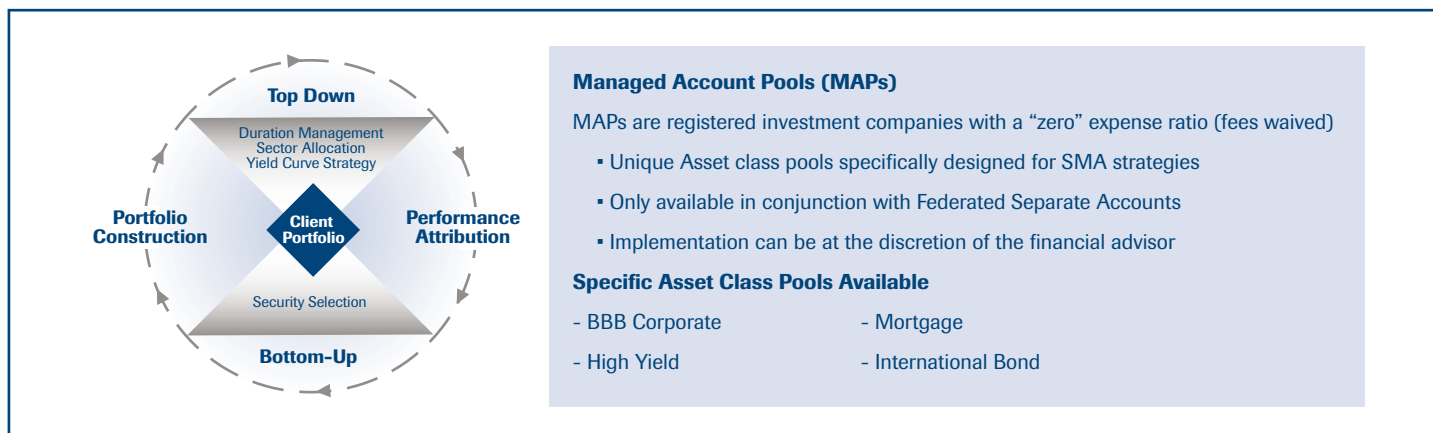 Top Down
Duration Management
Sector Allocation
Yield Curve Strategy
Portfolio
Construction
Client
Portfolio
Performance
Attribution
Security Selection
Bottom-Up
Managed Account Pools (MAPs)
MAPs are registered investment companies with a “zero” expense ratio (fees waived)
▪ Unique Asset class pools specifically designed for SMA strategies
▪ Only available in conjunction with Federated Separate Accounts
▪ Implementation can be at the discretion of the financial advisor
Specific Asset Class Pools Available
- BBB Corporate - Mortgage
- High Yield - International Bond